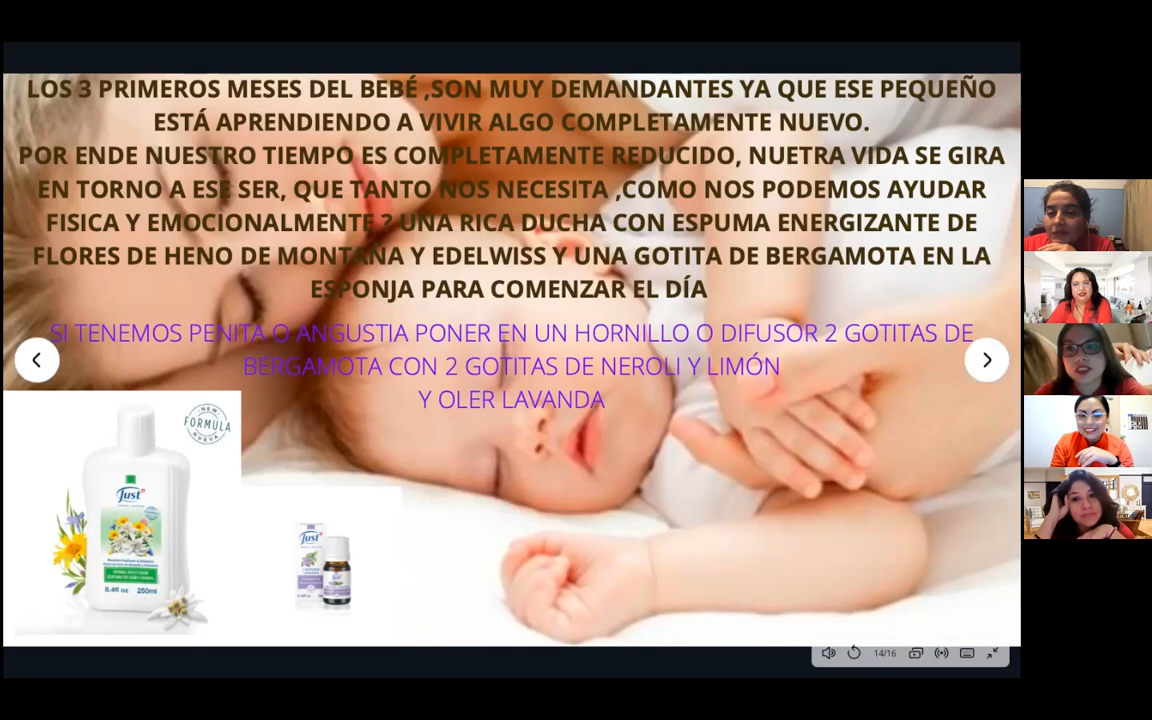 LOS 3 PRIMEROS MESES DEL BEBÉ ,SON MUY DEMANDANTES YA QUE ESE PEQUEÑO
ESTÁ APRENDIENDO A VIVIR ALGO COMPLETAMENTE NUEVO.
POR ENDE NUESTRO TIEMPO ES COMPLETAMENTE REDUCIDO, NUETRA VIDA SE GIRA
EN TORNO A ESE SER, QUE TANTO NOS NECESITA ,COMO NOS PODEMOS AYUDAR
FISICA Y EMOCIONALMENTE ? UNA RICA DUCHA CON ESPUMA ENERGIZANTE DE
FLORES DE HENO DE MONTAÑA Y EDELWISS Y UNA GOTITA DE BERGAMOTA EN LA
ESPONJA PARA COMENZAR EL DÍA
SI TENEMOS PENITA O ANGUSTIA PONER EN UN HORNILLO O DIFUSOR 2 GOTITAS DE
BERGAMOTA CON 2 GOTITAS DE NEROLI Y LIMÓN
Y OLER LAVANDA
NEW
FORMULA
NUEVA
Just
8.4fl oz 250ml
Just
14/16